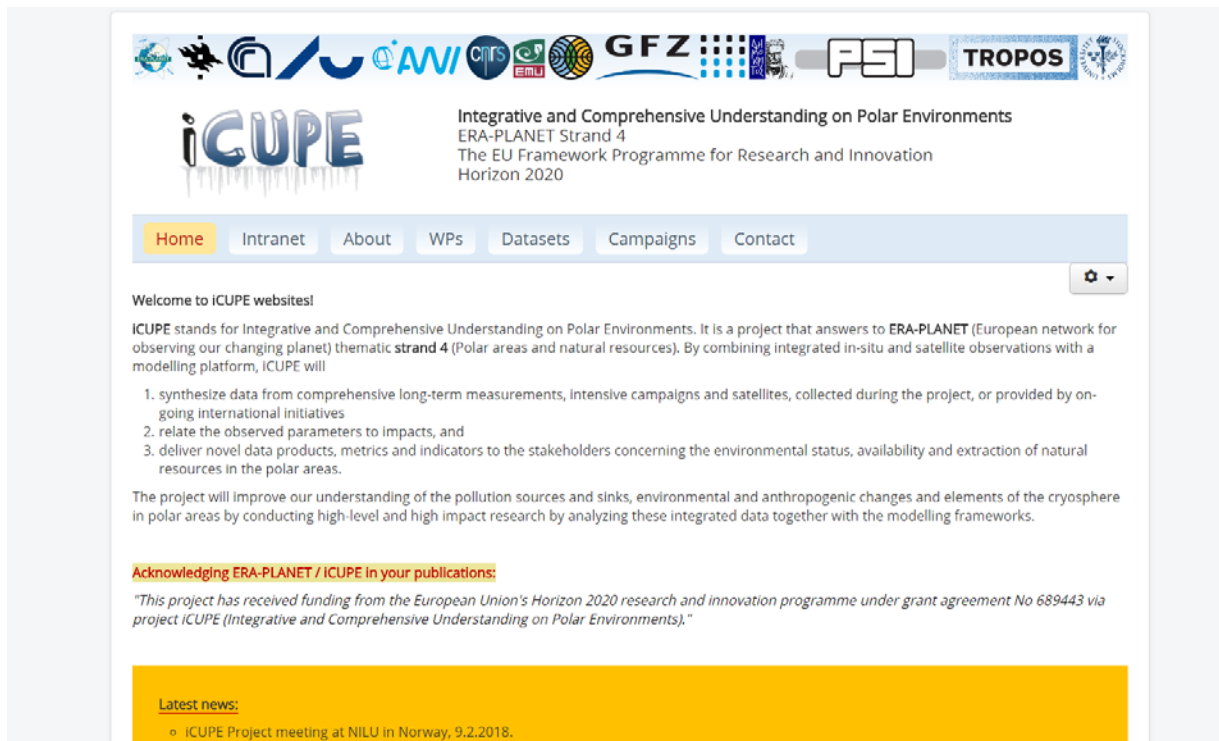 CNR AWI cnrs EMU GFZ PSI TROPOS
iCUPE
Integrative and Comprehensive Understanding on Polar Environments
ERA-PLANET Strand 4
The EU Framework Programme for Research and Innovation
Horizon 2020
Home Intranet About WPs Datasets Campaigns Contact
Welcome to iCUPE websites!
iCUPE stands for Integrative and Comprehensive Understanding on Polar Environments. It is a project that answers to ERA-PLANET (European network for
observing our changing planet) thematic strand 4 (Polar areas and natural resources). By combining integrated in-situ and satellite observations with a
modelling platform, iCUPE will
1. synthesize data from comprehensive long-term measurements, intensive campaigns and satellites, collected during the project, or provided by on-
going international initiatives
2. relate the observed parameters to impacts, and
3. deliver novel data products, metrics and indicators to the stakeholders concerning the environmental status, availability and extraction of natural
resources in the polar areas.
The project will improve our understanding of the pollution sources and sinks, environmental and anthropogenic changes and elements of the cryosphere
in polar areas by conducting high-level and high impact research by analyzing these integrated data together with the modelling frameworks.
Acknowledging ERA-PLANET / iCUPE in your publications:
"This project has received funding from the European Union's Horizon 2020 research and innovation programme under grant agreement No 689443 via
project iCUPE (Integrative and Comprehensive Understanding on Polar Environments)."
Latest news:
iCUPE Project meeting at NILU in Norway, 9.2.2018.